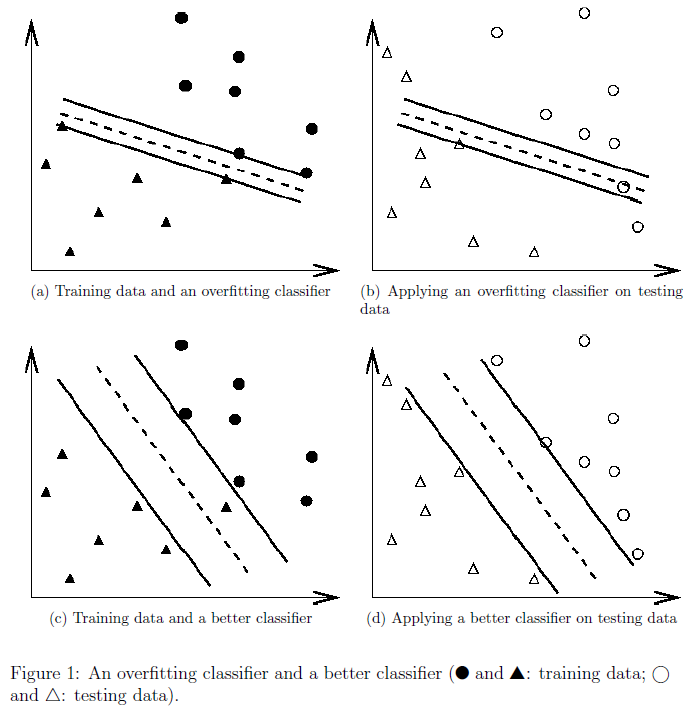 (a) Training data and an overfitting classifier
(b) Applying an overfitting classifier on testing
data
(c) Training data and a better classifier
(d) Applying a better classifier on testing data
Figure 1: An overfitting classifier and a better classifier (● and ▲: training data; ○
and △: testing data).